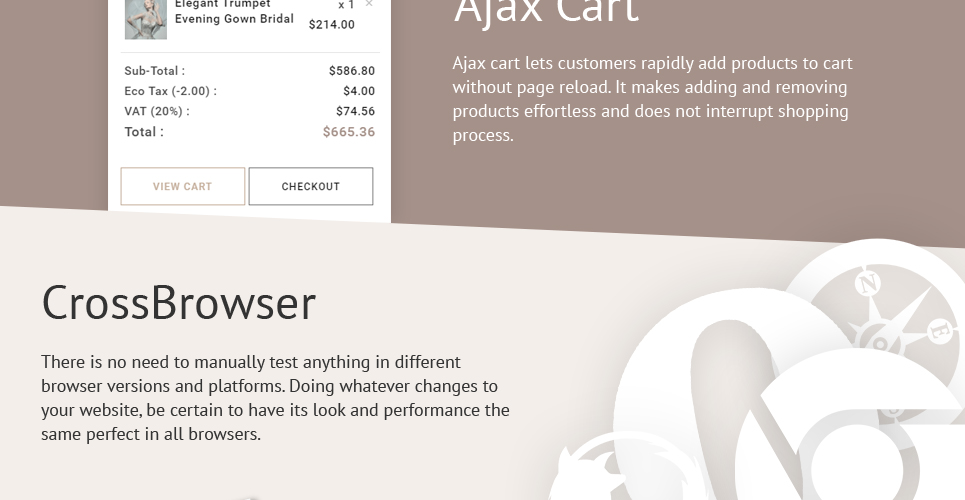 Elegant Trumpet
Evening Gown Bridal
x 1 ×
$214.00
Sub-Total : $586.80
Eco Tax (-2.00) : $4.00
VAT (20%) : $74.56
Total : $665.36
VIEW CART CHECKOUT
Ajax Cart
Ajax cart lets customers rapidly add products to cart
without page reload. It makes adding and removing
products effortless and does not interrupt shopping
process.
CrossBrowser
There is no need to manually test anything in different
browser versions and platforms. Doing whatever changes to
your website, be certain to have its look and performance the
same perfect in all browsers.
N
E